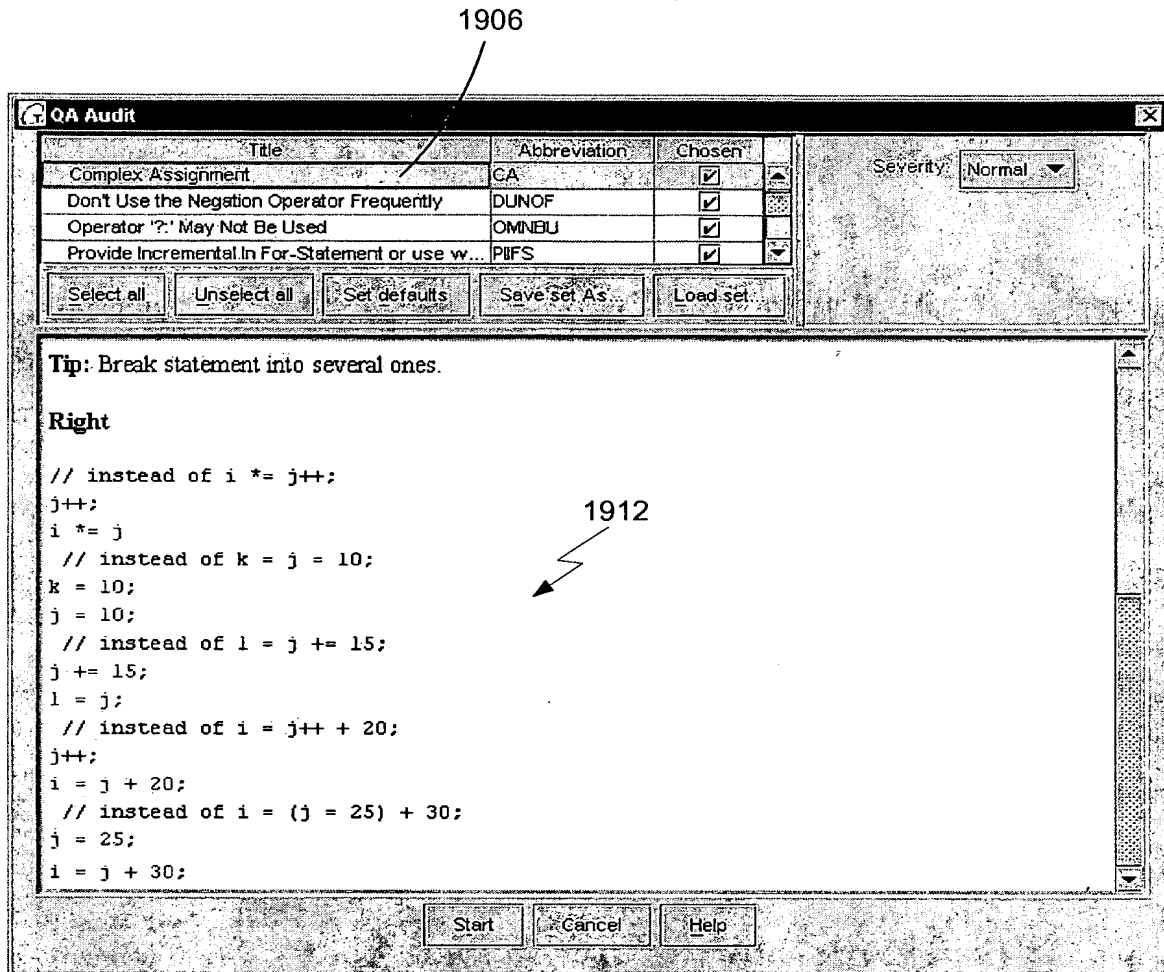 1906
QA Audit
Title Abbreviation Chosen
Complex Assignment CA
Don't Use the Negation Operator Frequently DUNOF
Operator '?:' May Not Be Used OMNBU
Provide Incremental In For-Statement or use w... PIIFS
Severity: Normal
Select all Unselect all Set defaults Save set As... Load set...
Tip: Break statement into several ones.
Right
// instead of i *= j++;
j++;
i *= j
// instead of k = j = 10;
k = 10;
j = 10;
// instead of l = j += 15;
j += 15;
l = j;
// instead of i = j++ + 20;
j++;
i = j + 20;
// instead of i = (j = 25) + 30;
j = 25;
i = j + 30;
1912
Start Cancel Help